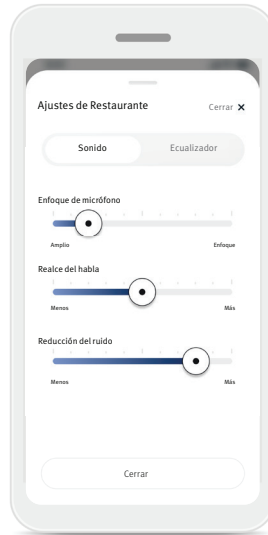 Ajustes de Restaurante Cerrar ✕
Sonido Ecualizador
Enfoque de micrófono
Amplio Enfoque
Realce del habla
Menos Más
Reducción del ruido
Menos Más
Cerrar